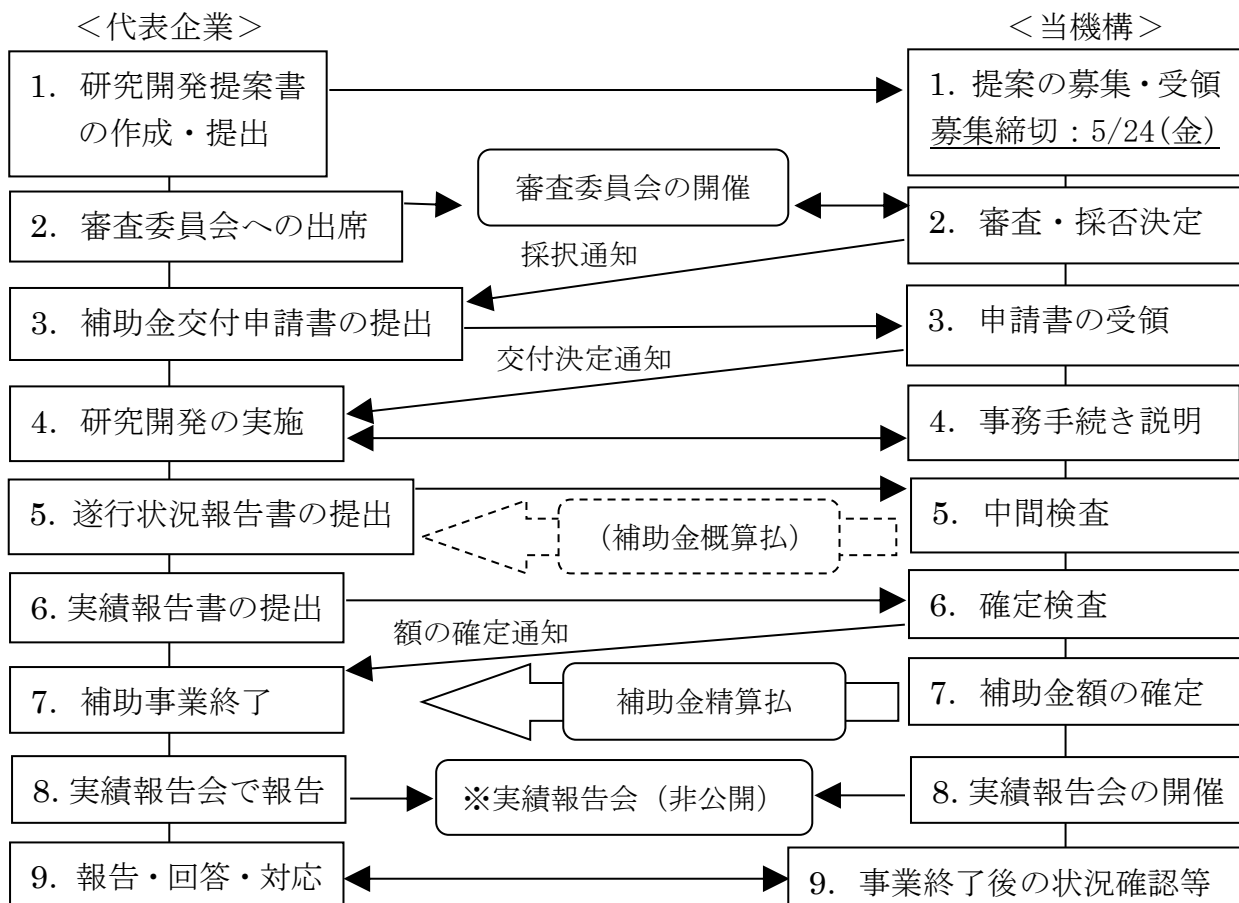 ＜代表企業＞
＜当機構＞
1. 研究開発提案書
の作成・提出
1. 提案の募集・受領
募集締切：5/24(金)
審査委員会の開催
2. 審査委員会への出席
2. 審査・採否決定
採択通知
3. 補助金交付申請書の提出
3. 申請書の受領
交付決定通知
4. 研究開発の実施
4. 事務手続き説明
5. 遂行状況報告書の提出
(補助金概算払)
5. 中間検査
6. 実績報告書の提出
6. 確定検査
額の確定通知
7. 補助事業終了
補助金精算払
7. 補助金額の確定
8. 実績報告会で報告
※実績報告会（非公開）
8. 実績報告会の開催
9. 報告・回答・対応
9. 事業終了後の状況確認等